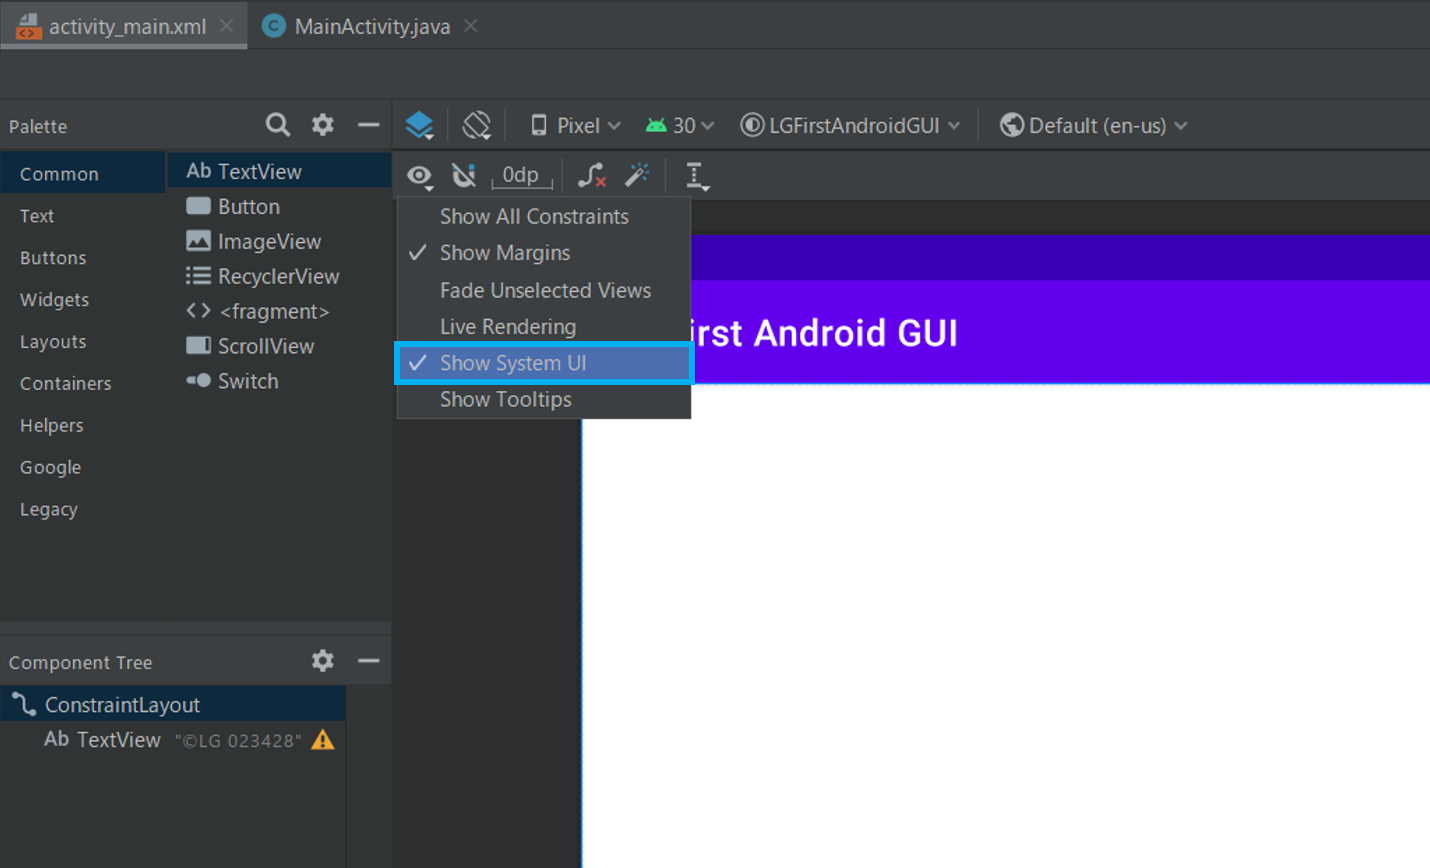 activity_main.xml
MainActivity.java
Palette
Pixel
30
LGFirstAndroidGUI
Default (en-us)
Common
Text
Buttons
Widgets
Layouts
Containers
Helpers
Google
Legacy
Ab TextView
Button
ImageView
RecyclerView
<fragment>
ScrollView
Switch
0dp
Show All Constraints
Show Margins
Fade Unselected Views
Live Rendering
Show System UI
Show Tooltips
irst Android GUI
Component Tree
ConstraintLayout
Ab TextView "©LG 023428"